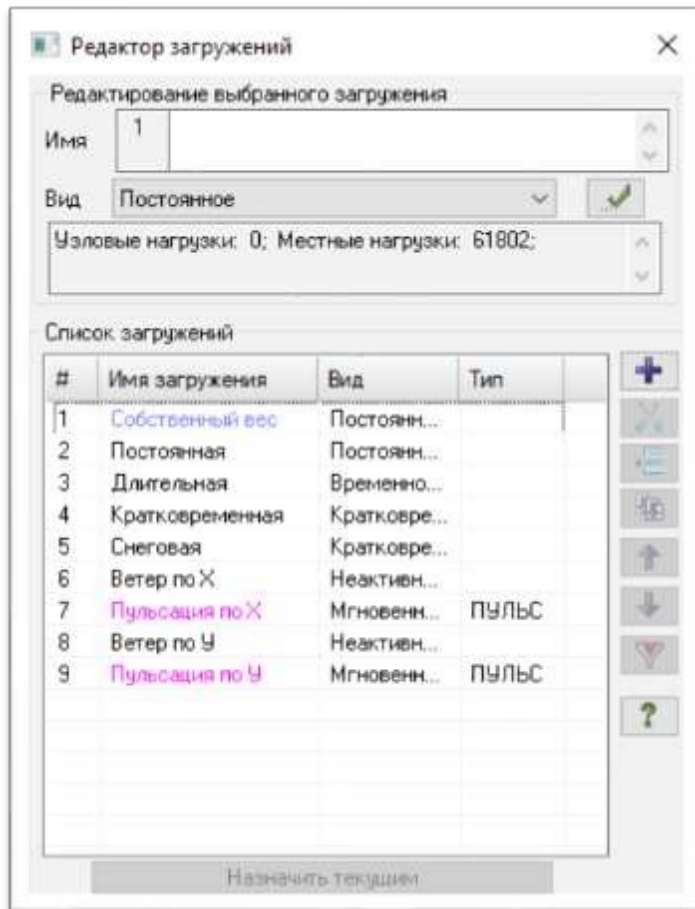 Редактор загружений
Редактирование выбранного загружения
Имя 1
Вид Постоянное
Узловые нагрузки: 0; Местные нагрузки: 61802;
Список загружений
# Имя загружения Вид Тип
1 Собственный вес Постоянн...
2 Постоянная Постоянн...
3 Длительная Временно...
4 Кратковременная Кратковре...
5 Снеговая Кратковре...
6 Ветер по X Неактивн...
7 Пульсация по X Мгновенн... ПУЛЬС
8 Ветер по У Неактивн...
9 Пульсация по У Мгновенн... ПУЛЬС
Назначить текущим